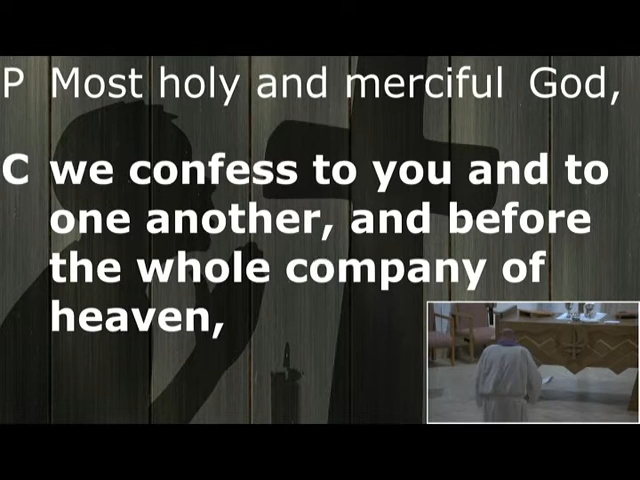 P Most holy and merciful God,
C we confess to you and to
one another, and before
the whole company of
heaven,